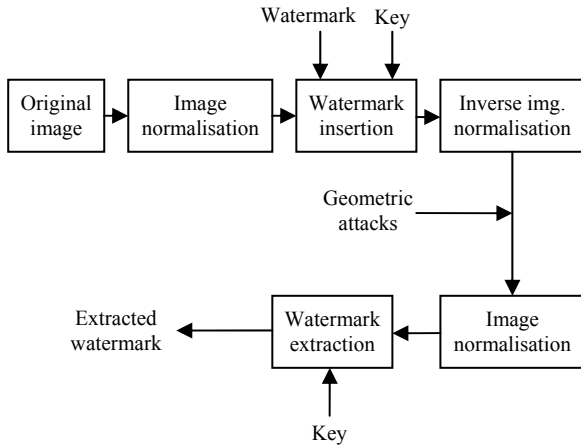 Watermark
Key
Original
image
Image
normalisation
Watermark
insertion
Inverse img.
normalisation
Geometric
attacks
Extracted
watermark
Watermark
extraction
Image
normalisation
Key